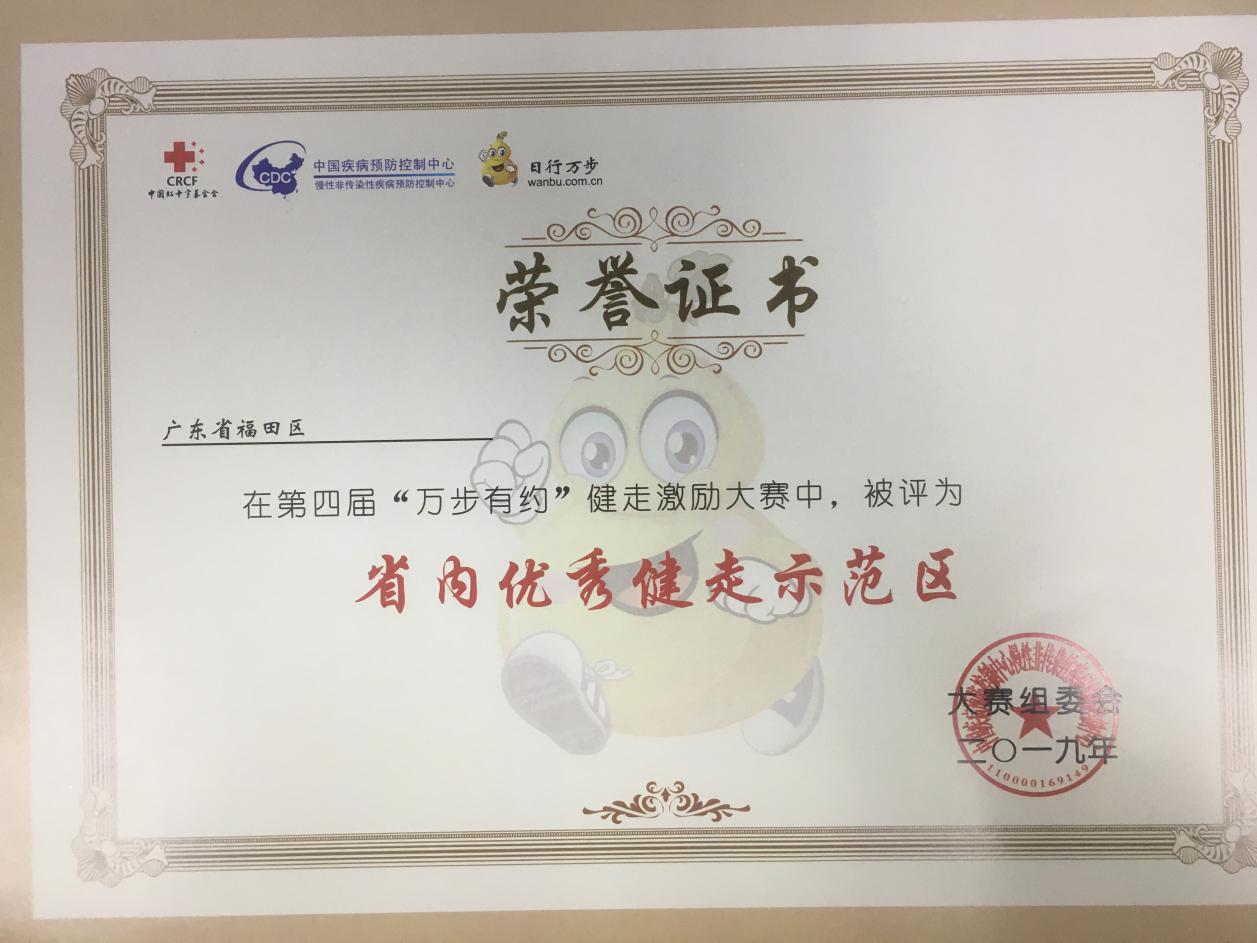 CRCF
中国红十字基金会
CDC
中国疾病预防控制中心
慢性非传染性疾病预防控制中心
日行万步
wanbu.com.cn
荣誉证书
广东省福田区
在第四届“万步有约”健走激励大赛中，被评为
省内优秀健走示范区
大赛组委会
二〇一九年
110000169149